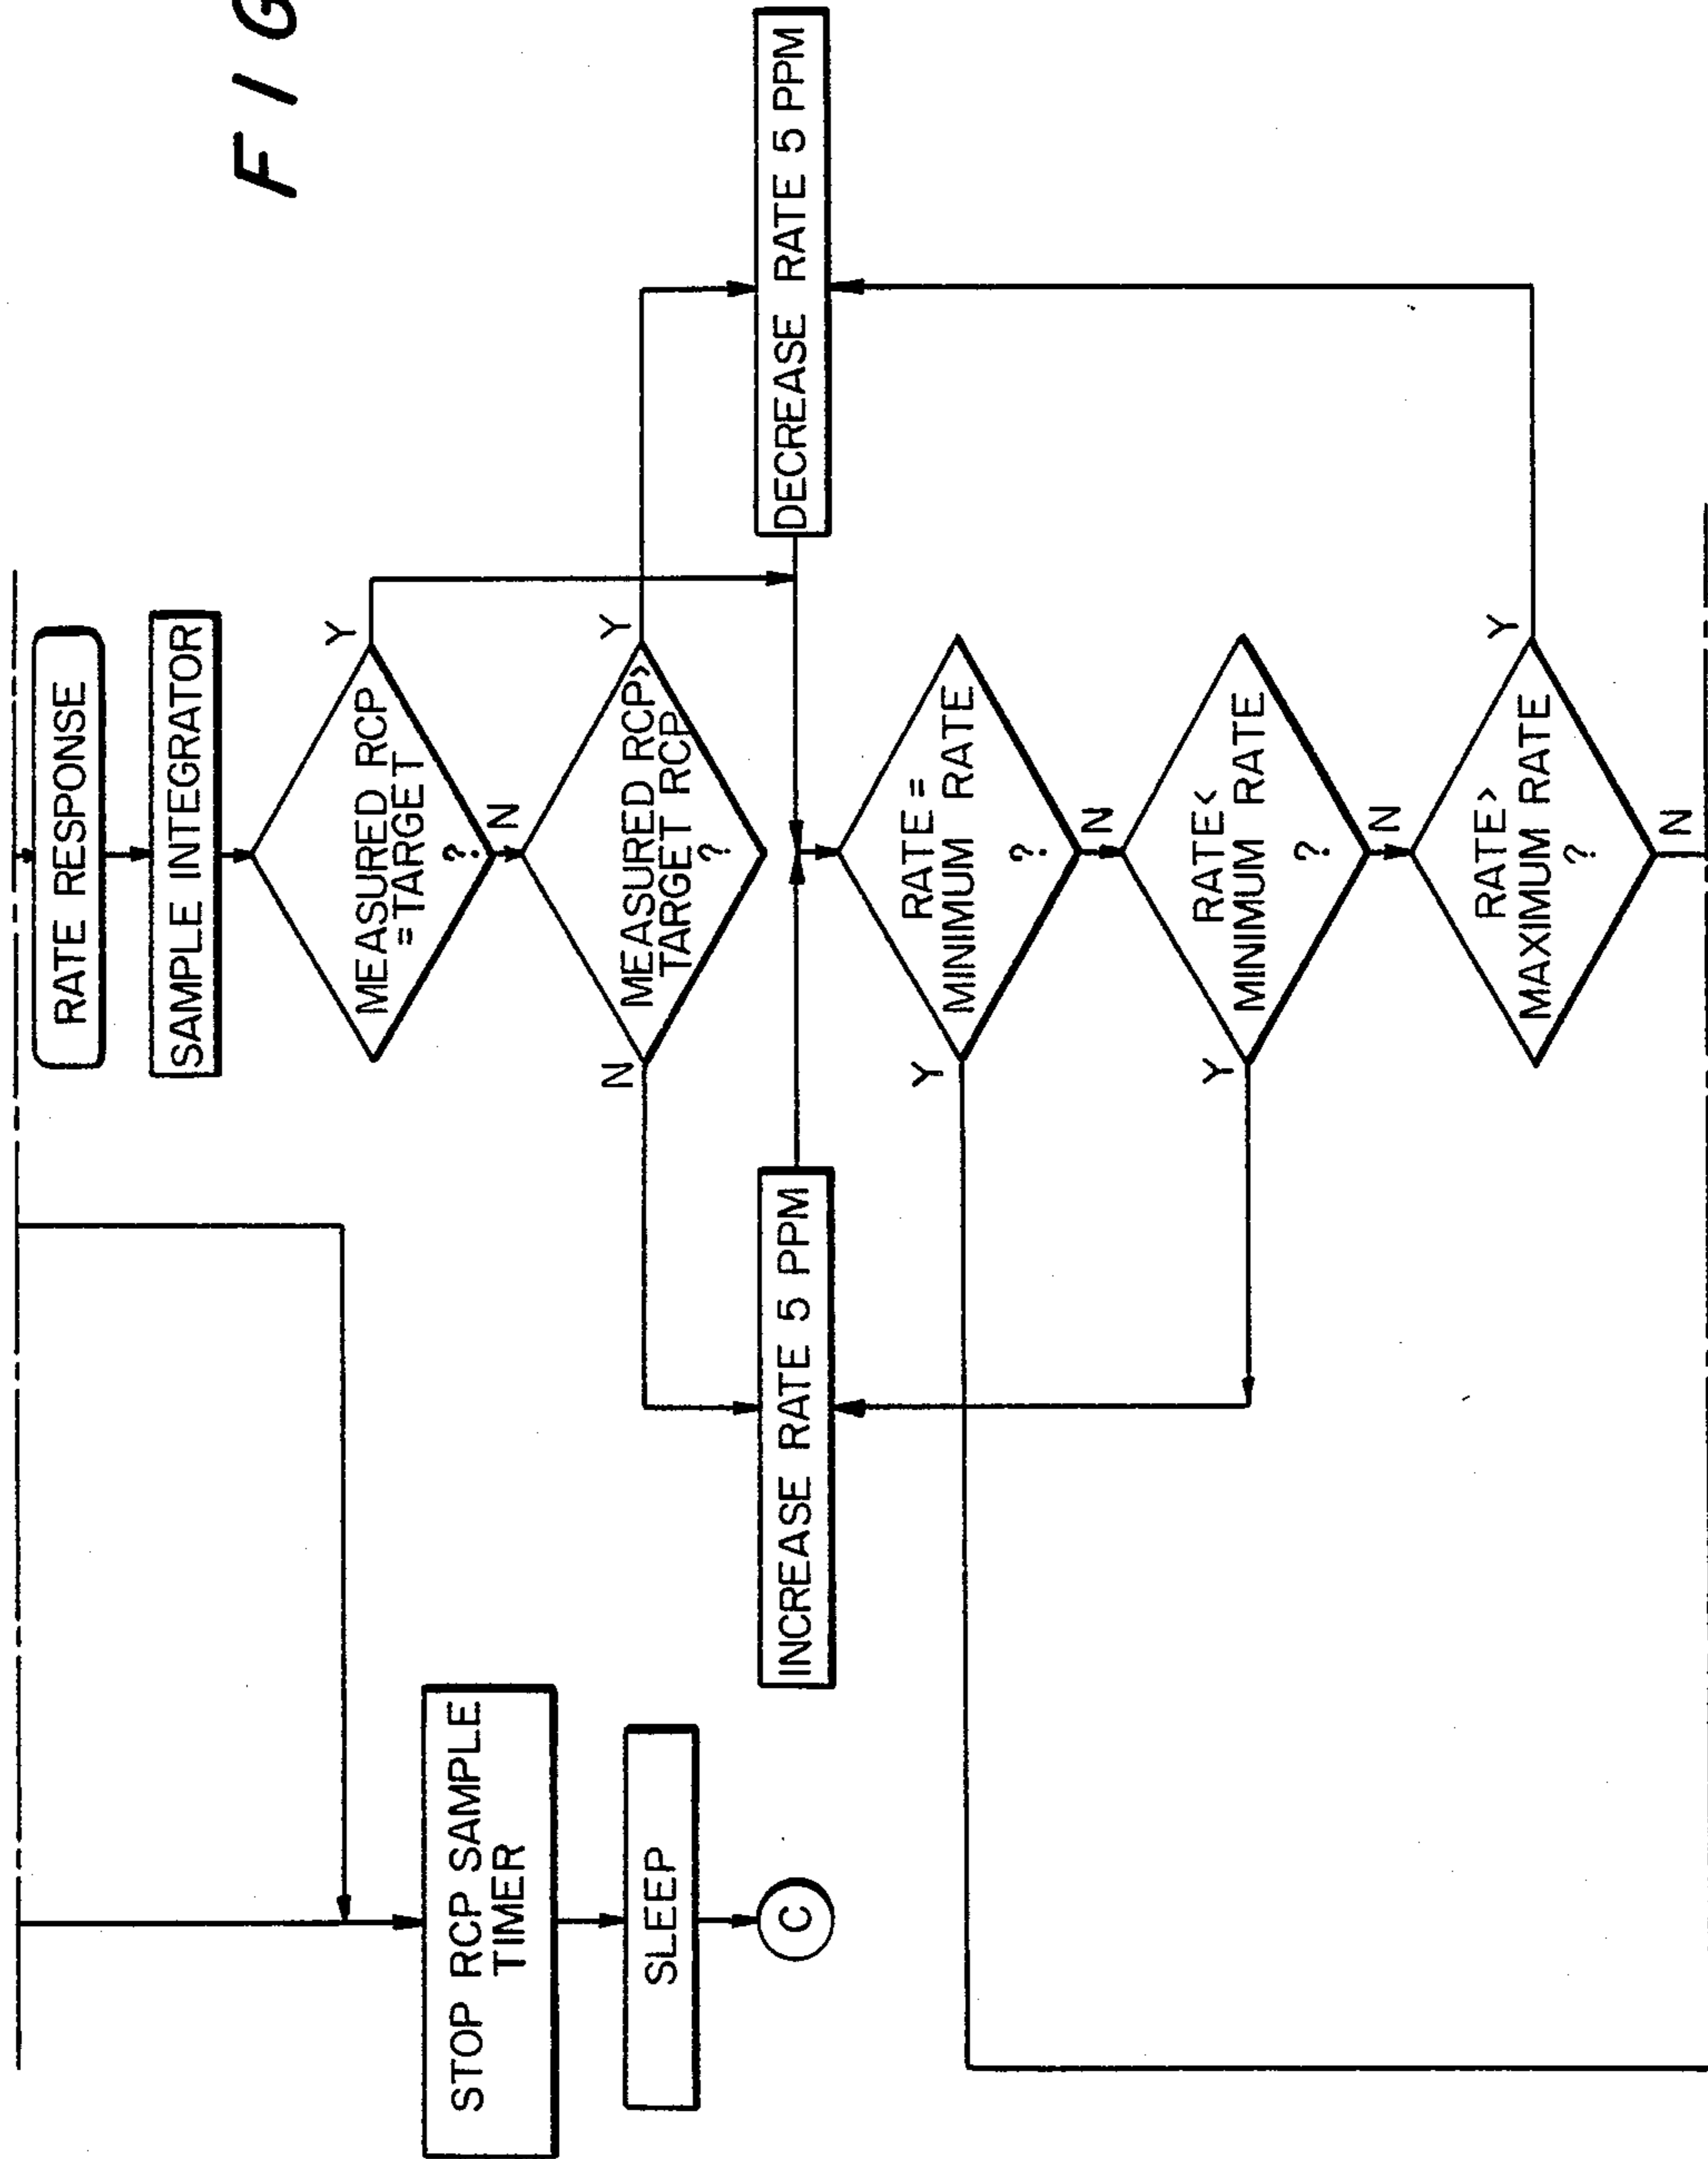 FIG
RATE RESPONSE
SAMPLE INTEGRATOR
MEASURED RCP
= TARGET
?
Y
N
MEASURED RCP>
TARGET RCP
?
Y
N
DECREASE RATE 5 PPM
INCREASE RATE 5 PPM
RATE =
MINIMUM RATE
?
Y
N
RATE<
MINIMUM RATE
?
Y
N
RATE>
MAXIMUM RATE
?
Y
N
STOP RCP SAMPLE
TIMER
SLEEP
C